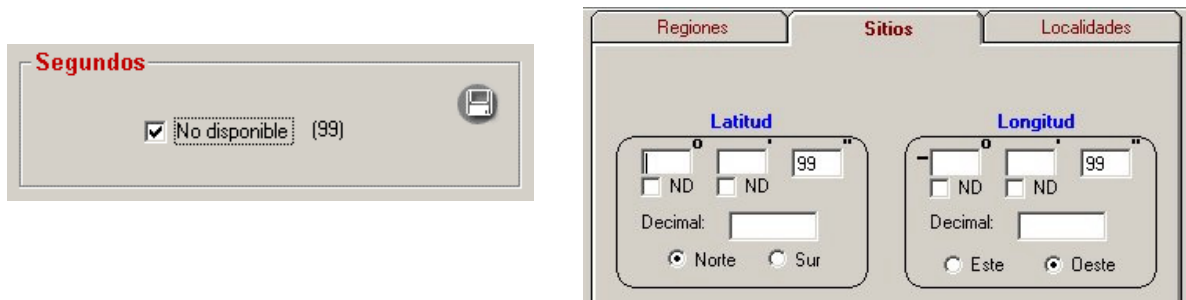 Segundos
No disponible (99)
Regiones Sitios Localidades
Latitud Longitud
o ' " - o ' "
99 99
ND ND ND ND
Decimal: Decimal:
Norte Sur Este Oeste